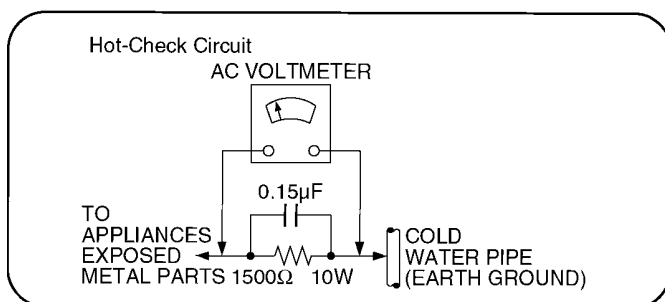 Hot-Check Circuit
AC VOLTMETER
0.15µF
TO
APPLIANCES
EXPOSED
METAL PARTS
1500Ω 10W
COLD
WATER PIPE
(EARTH GROUND)